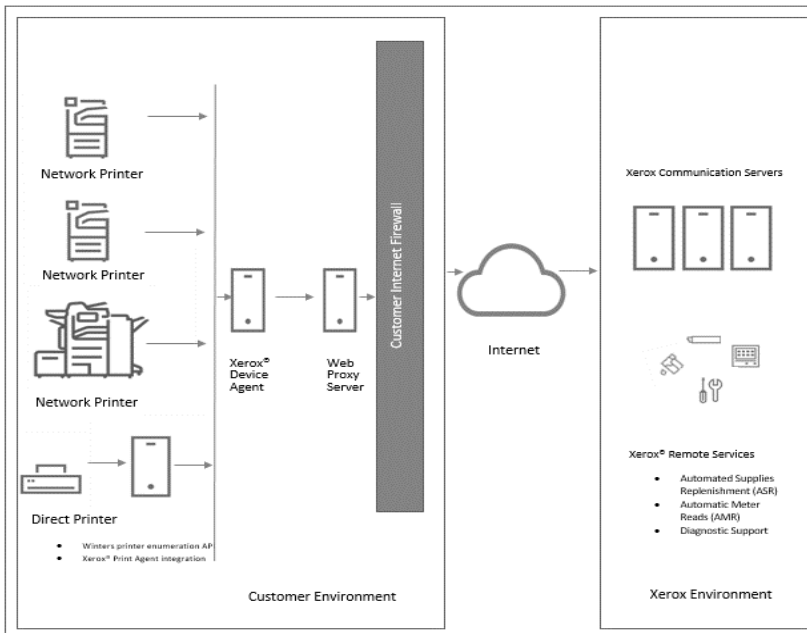 Network Printer
Network Printer
Network Printer
Direct Printer
• Winters printer enumeration AP
• Xerox® Print Agent integration
Xerox®
Device
Agent
Web
Proxy
Server
Customer Internet Firewall
Customer Environment
Internet
Xerox Communication Servers
Xerox® Remote Services
• Automated Supplies
Replenishment (ASR)
• Automatic Meter
Reads (AMR)
• Diagnostic Support
Xerox Environment